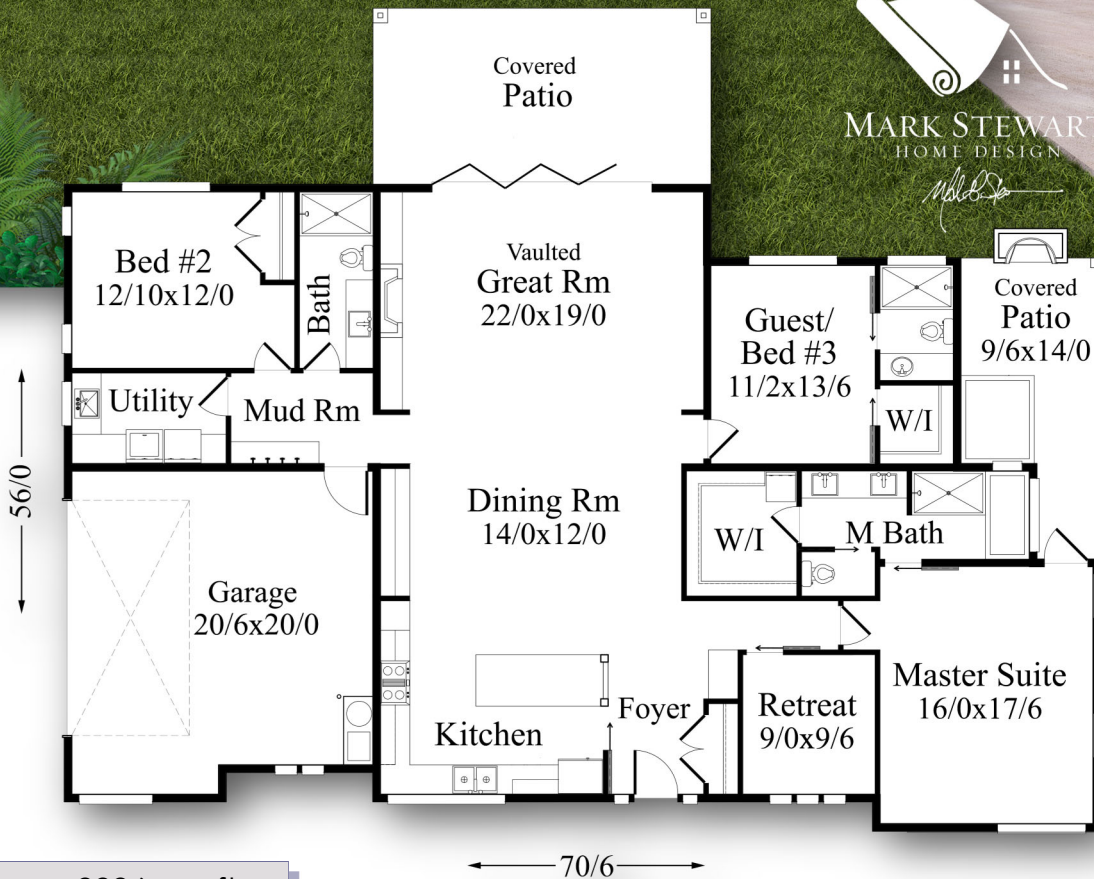 Covered
Patio
MARK STEWART
HOME DESIGN
Bed #2
12/10x12/0
Bath
Vaulted
Great Rm
22/0x19/0
Guest/
Bed #3
11/2x13/6
Covered
Patio
9/6x14/0
Utility
Mud Rm
W/I
56/0
Dining Rm
14/0x12/0
W/I
M Bath
Garage
20/6x20/0
Kitchen
Foyer
Retreat
9/0x9/6
Master Suite
16/0x17/6
70/6